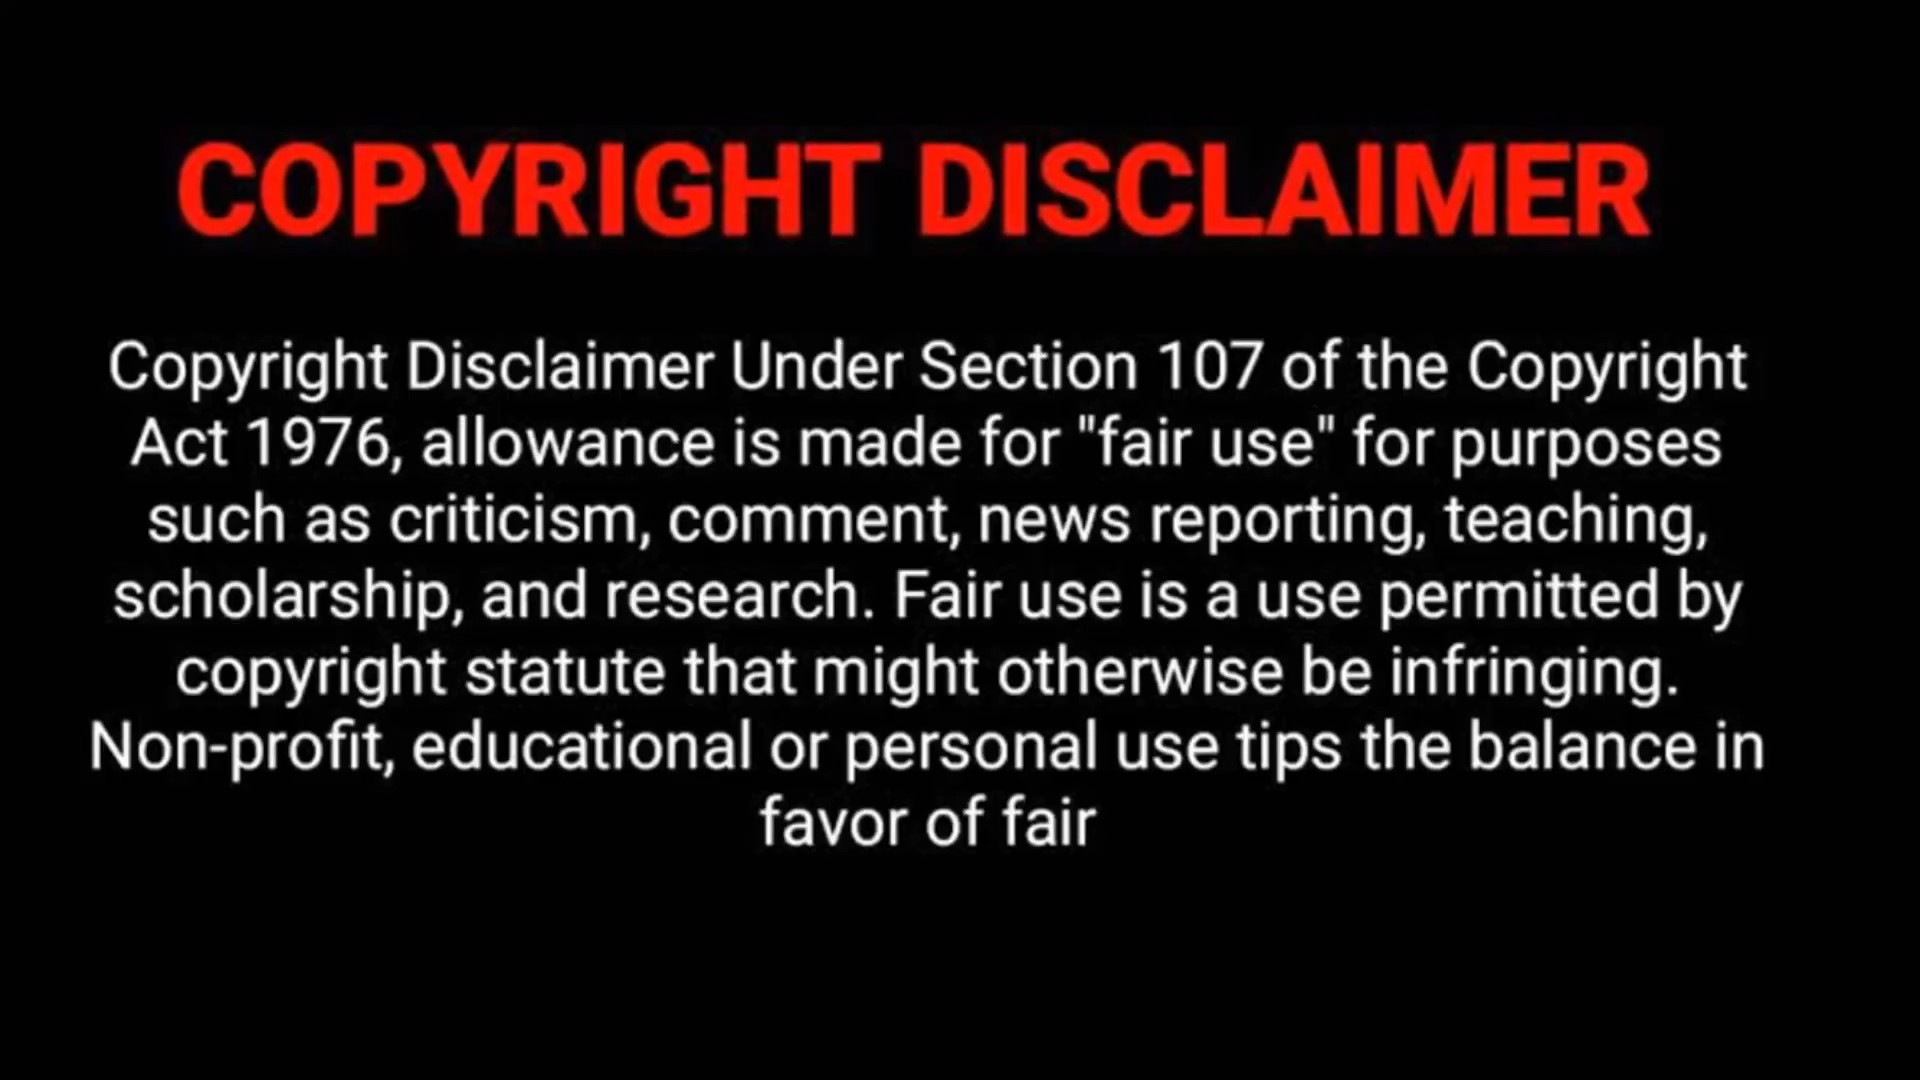 COPYRIGHT DISCLAIMER
Copyright Disclaimer Under Section 107 of the Copyright
Act 1976, allowance is made for "fair use" for purposes
such as criticism, comment, news reporting, teaching,
scholarship, and research. Fair use is a use permitted by
copyright statute that might otherwise be infringing.
Non-profit, educational or personal use tips the balance in
favor of fair